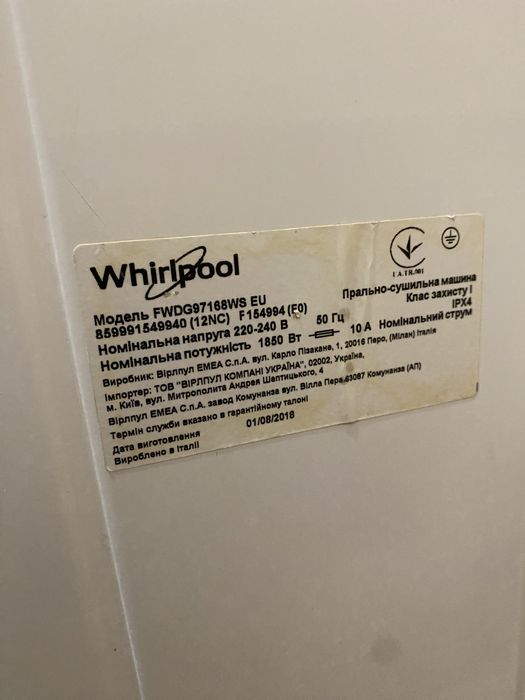 Whirlpool
Модель FWDG97168WS EU
859991549940 (12NC) F154994 (F0)
Номінальна напруга 220-240 В 50 Гц
Номінальна потужність 1850 Вт 10 А Номінальний струм
Прально-сушильна машина
Клас захисту І
IPX4
Виробник: Вірлпул ЕМЕА С.п.А. вул. Карло Пізакане, 1, 20016 Перо, (Мілан) Італія
Імпортер: ТОВ "ВІРЛПУЛ КОМПАНІ УКРАЇНА", 02002, Україна,
м. Київ, вул. Митрополита Андрея Шептицького, 4
Вірлпул ЕМЕА С.п.А. завод Комунанза вул. Вілла Пера 63087 Комунанза (АП)
Термін служби вказано в гарантійному талоні
Дата виготовлення 01/08/2018
Вироблено в Італії